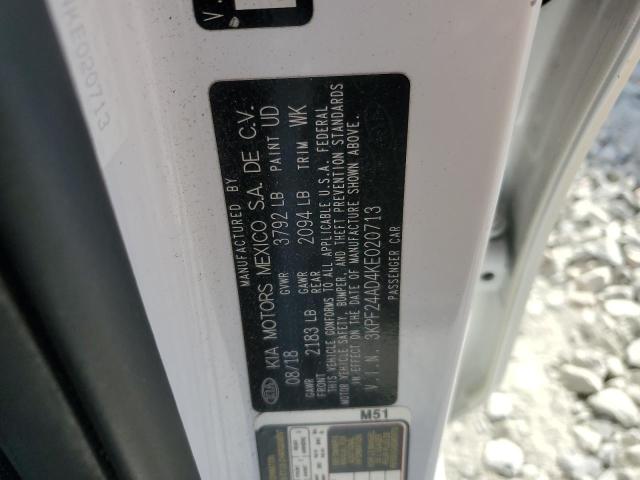 MANUFACTURED BY
KIA MOTORS MEXICO S.A. DE C.V.
08/18 GVWR 3792 LB PAINT UD
GAWR FRONT 2183 LB GAWR REAR 2094 LB TRIM WK
THIS VEHICLE CONFORMS TO ALL APPLICABLE U.S.A. FEDERAL
MOTOR VEHICLE SAFETY, BUMPER, AND THEFT PREVENTION STANDARDS
IN EFFECT ON THE DATE OF MANUFACTURE SHOWN ABOVE.
V.I.N. 3KPF24AD4KE020713
PASSENGER CAR
KIA
M51
KE020713
V.